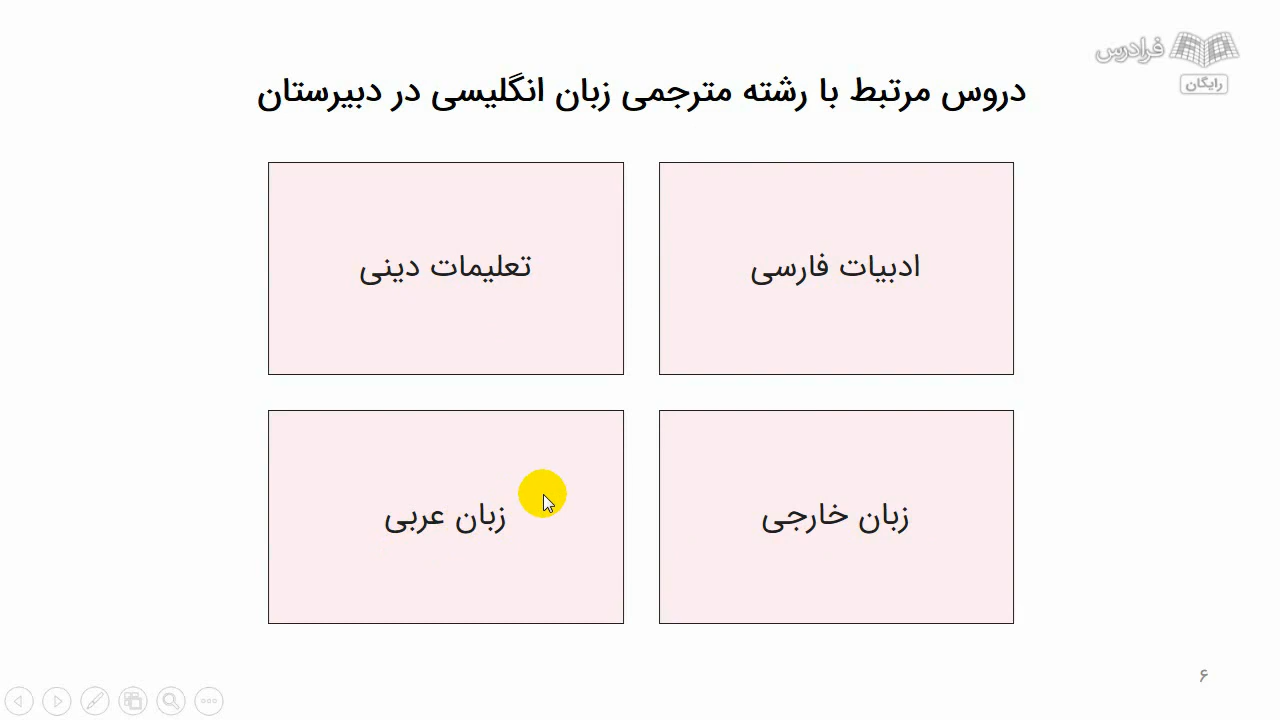 فرادرس
رایگان
دروس مرتبط با رشته مترجمی زبان انگلیسی در دبیرستان
ادبیات فارسی
تعلیمات دینی
زبان خارجی
زبان عربی
۶